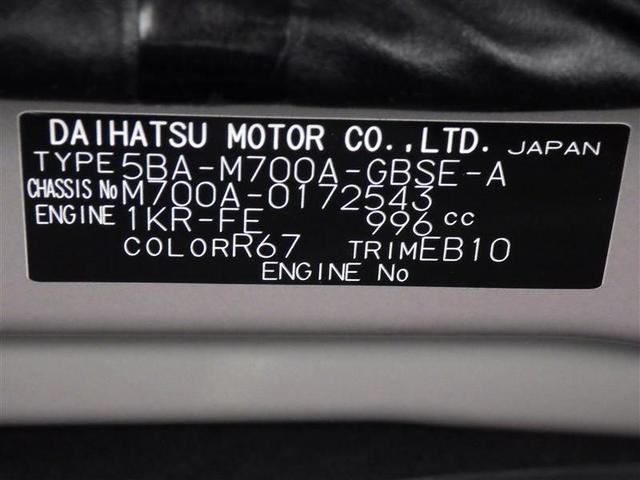 DAIHATSU MOTOR CO.,LTD. JAPAN
TYPE 5BA-M700A-GBSE-A
CHASSIS No M700A-0172543
ENGINE 1KR-FE 996 cc
COLOR R67 TRIM EB10
ENGINE No